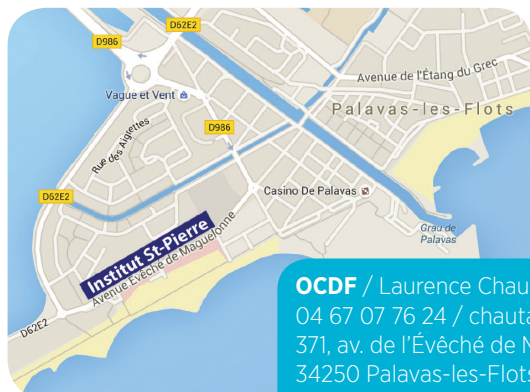 D62E2
D986
Avenue de l'Étang du Grec
Vague et Vent
Palavas-les-Flots
Rue des Aiglettes
D986
D62E2
Casino De Palavas
Institut St-Pierre
Avenue Evêché de Maguelonne
Grau de
Palavas
D62E2
OCDF / Laurence Chau
04 67 07 76 24 / chauta
371, av. de l'Évêché de
34250 Palavas-les-Flots